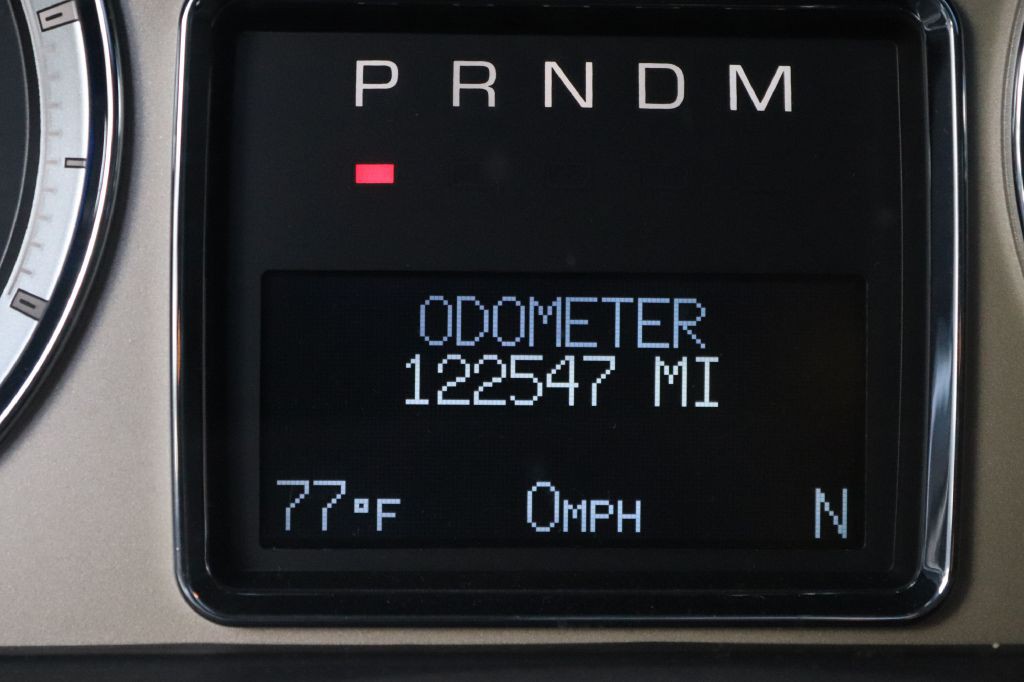 P R N D M
ODOMETER
122547 MI
77°F 0MPH N